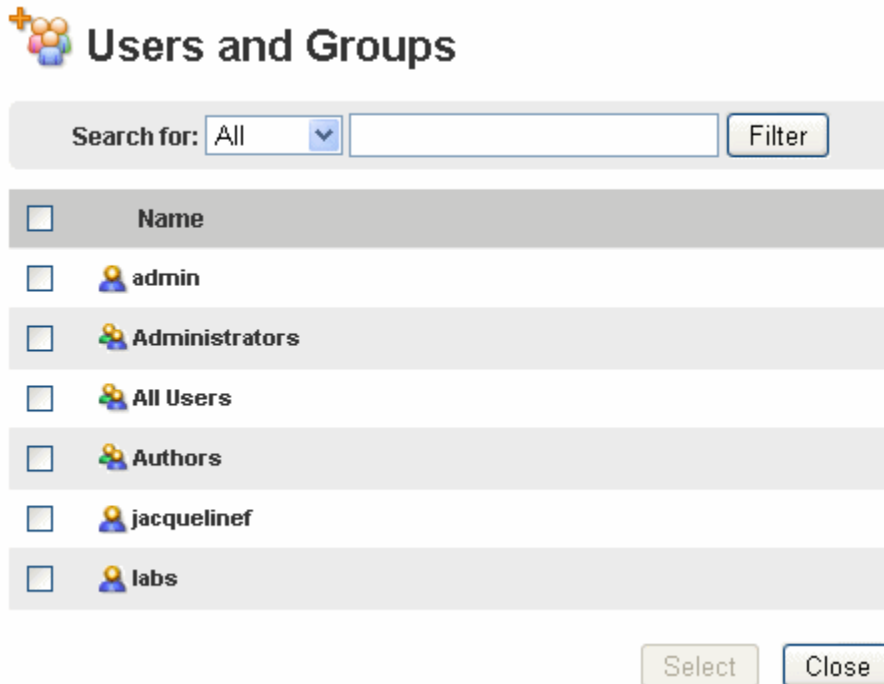 Users and Groups
Search for: All Filter
Name
admin
Administrators
All Users
Authors
jacquelinef
labs
Select Close